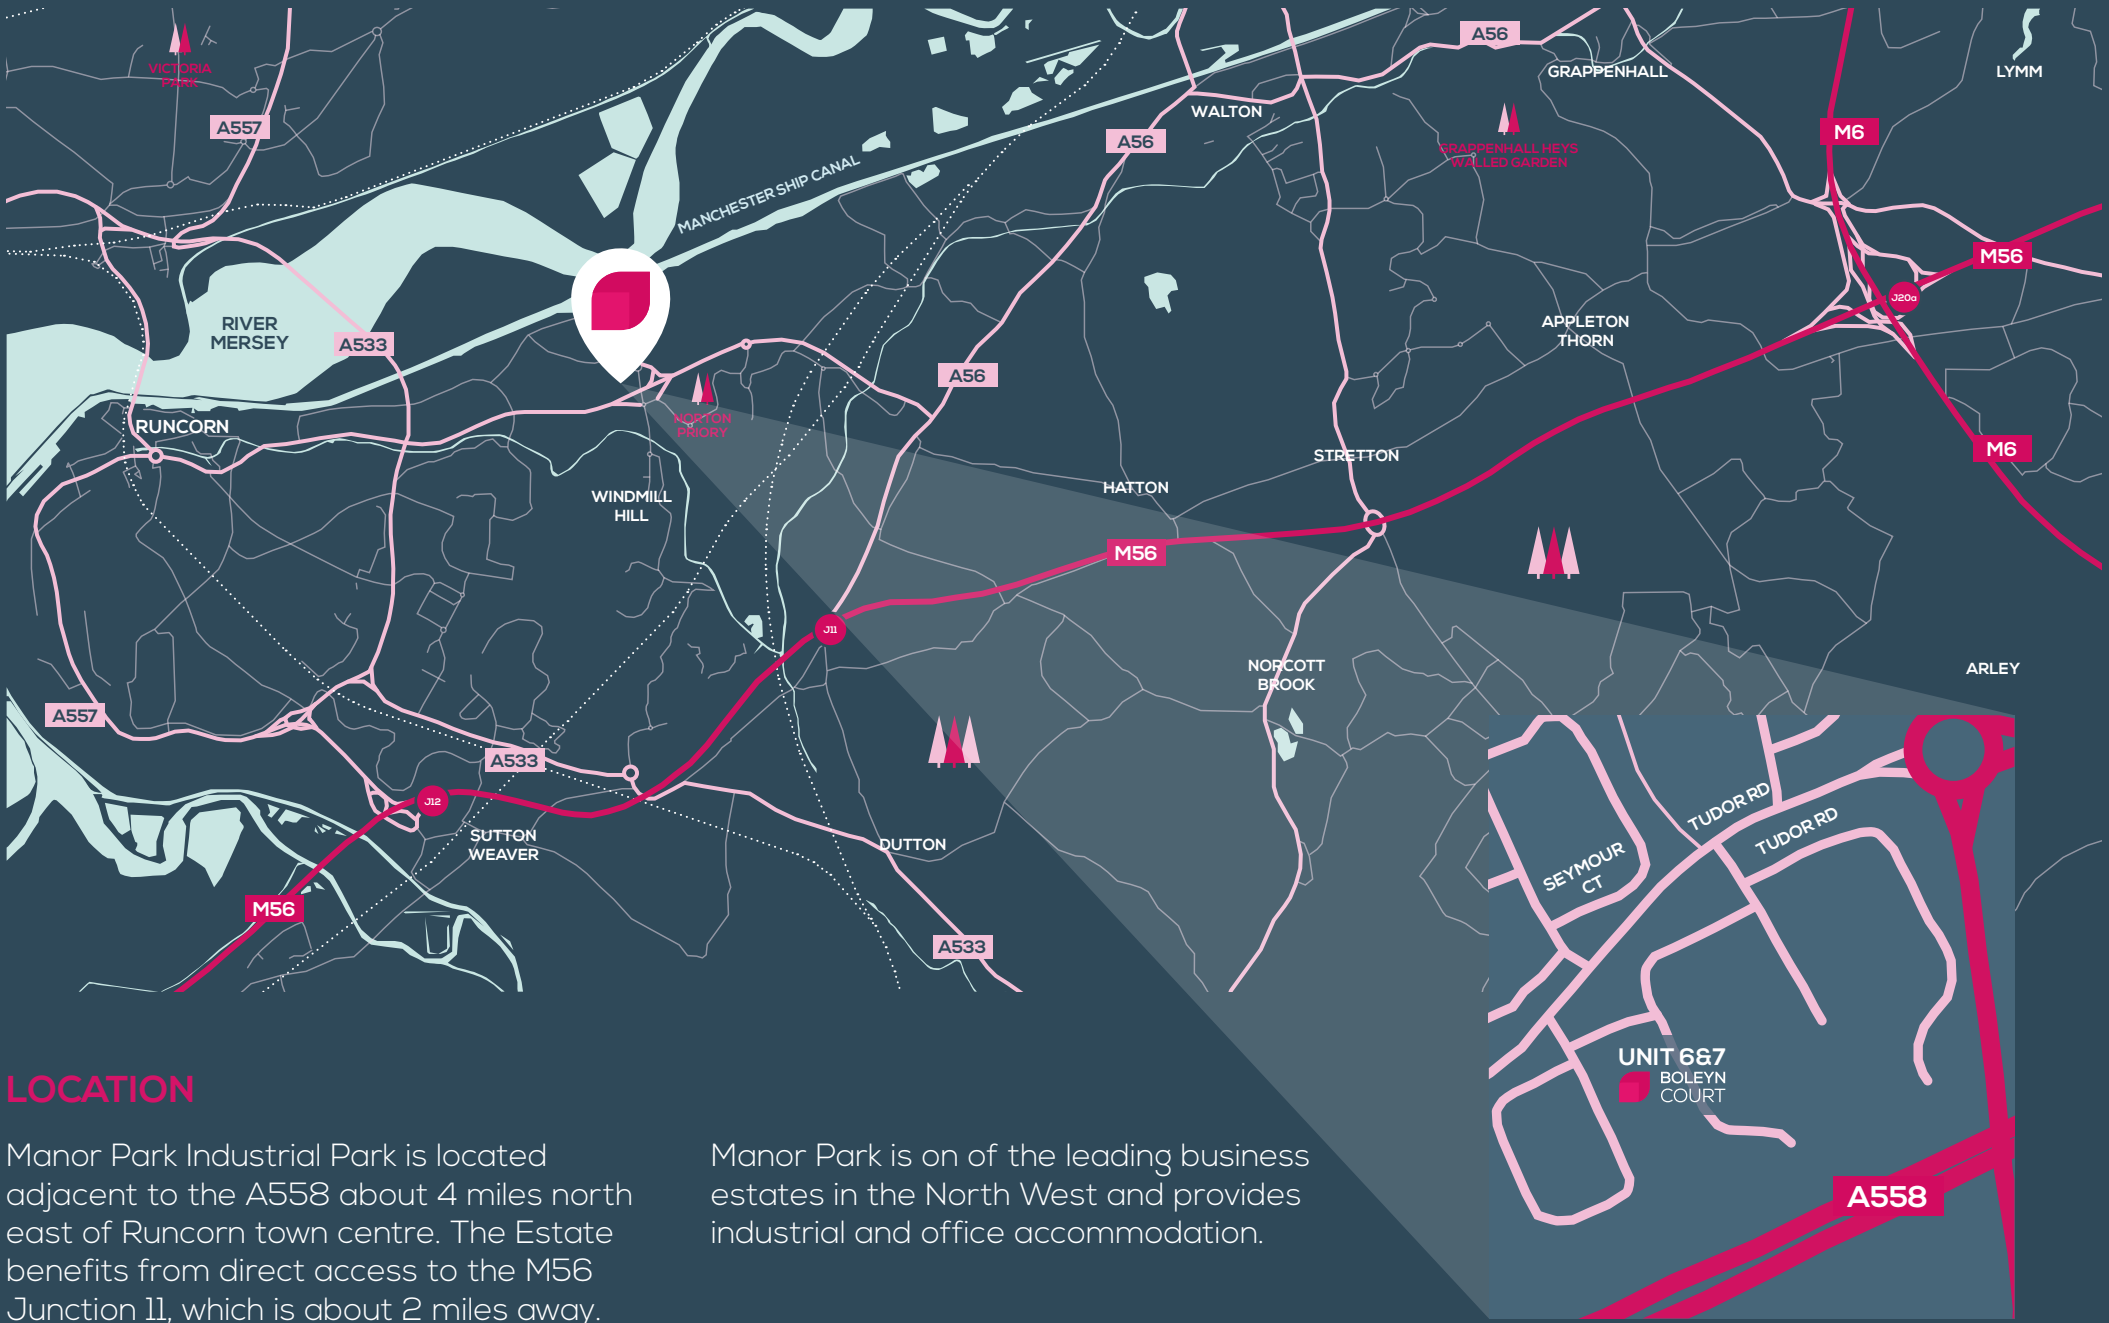 VICTORIA
PARK
A557
A56
GRAPPENHALL
LYMM
WALTON
A56
M6
GRAPPENHALL HEYS
WALLED GARDEN
MANCHESTER SHIP CANAL
M56
J20a
RIVER
MERSEY
A533
APPLETON
THORN
A56
NORTON
PRIORY
RUNCORN
M6
STRETTON
HATTON
WINDMILL
HILL
M56
J11
NORCOTT
BROOK
ARLEY
A557
A533
J12
SUTTON
WEAVER
DUTTON
M56
A533
TUDOR RD
TUDOR RD
SEYMOUR
CT
UNIT 6&7
BOLEYN
COURT
A558
LOCATION
Manor Park Industrial Park is located
adjacent to the A558 about 4 miles north
east of Runcorn town centre. The Estate
benefits from direct access to the M56
Junction 11, which is about 2 miles away.
Manor Park is on of the leading business
estates in the North West and provides
industrial and office accommodation.